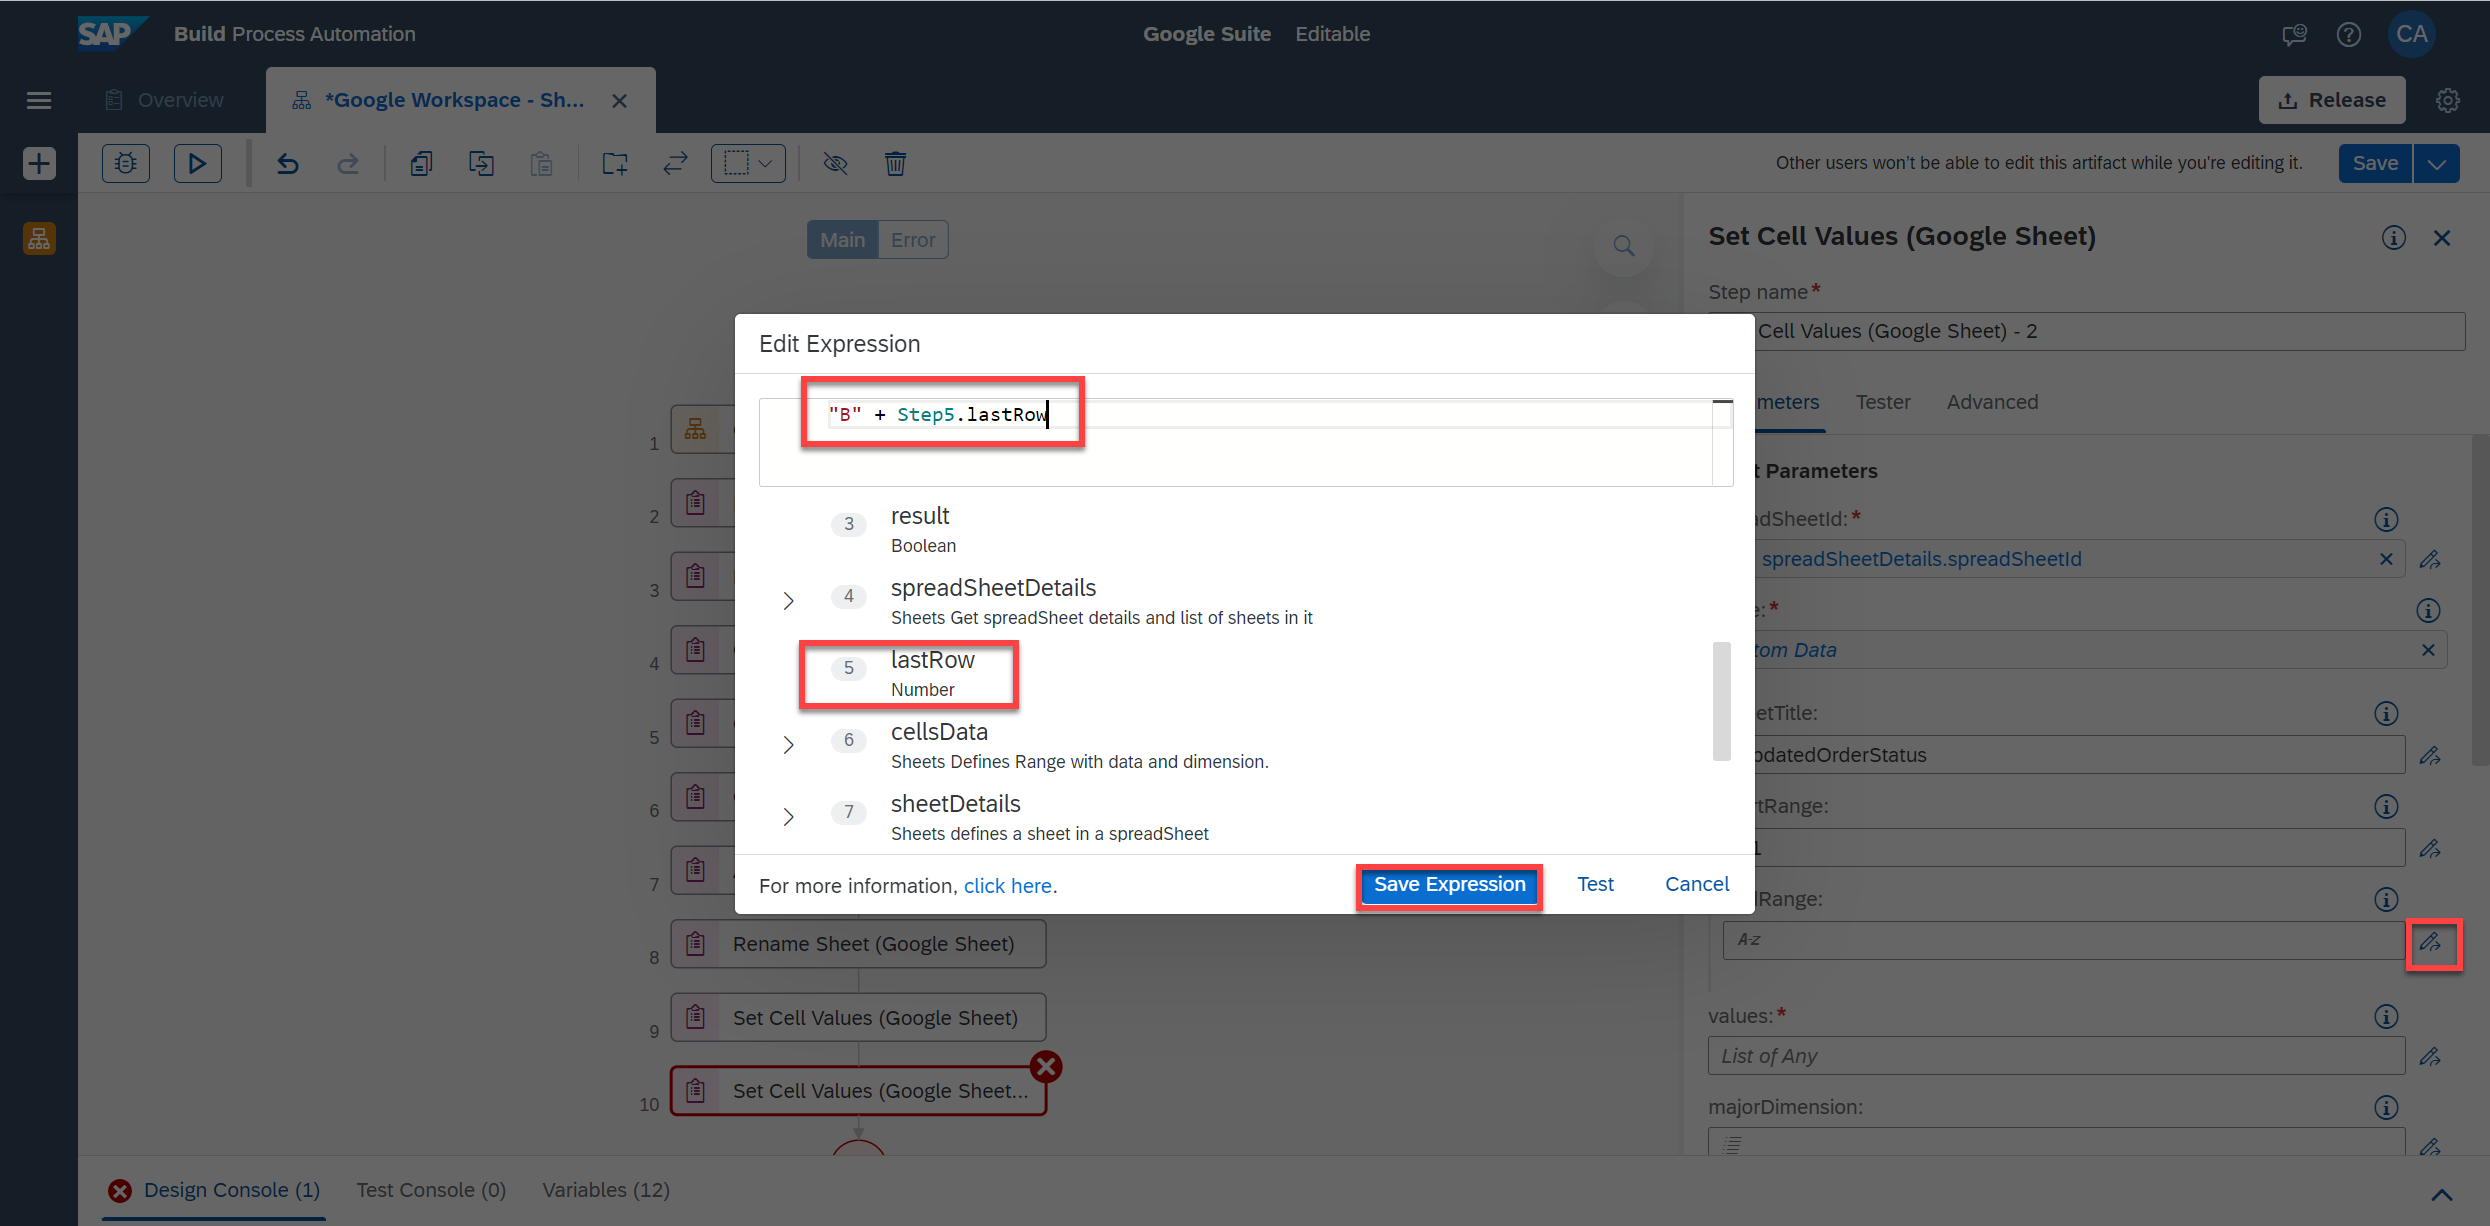 SAP Build Process Automation
Google Suite Editable
CA
Overview
*Google Workspace - Sh...
Release
Other users won't be able to edit this artifact while you're editing it.
Save
Main Error
Set Cell Values (Google Sheet)
Step name*
Cell Values (Google Sheet) - 2
meters Tester Advanced
t Parameters
adSheetId:*
spreadSheetDetails.spreadSheetId
e:*
tom Data
etTitle:
pdatedOrderStatus
rtRange:
1
dRange:
A-z
values:*
List of Any
majorDimension:
Edit Expression
"B" + Step5.lastRow
3 result
Boolean
4 spreadSheetDetails
Sheets Get spreadSheet details and list of sheets in it
5 lastRow
Number
6 cellsData
Sheets Defines Range with data and dimension.
7 sheetDetails
Sheets defines a sheet in a spreadSheet
For more information, click here.
Save Expression Test Cancel
1
2
3
4
5
6
7
8 Rename Sheet (Google Sheet)
9 Set Cell Values (Google Sheet)
10 Set Cell Values (Google Sheet...
Design Console (1) Test Console (0) Variables (12)